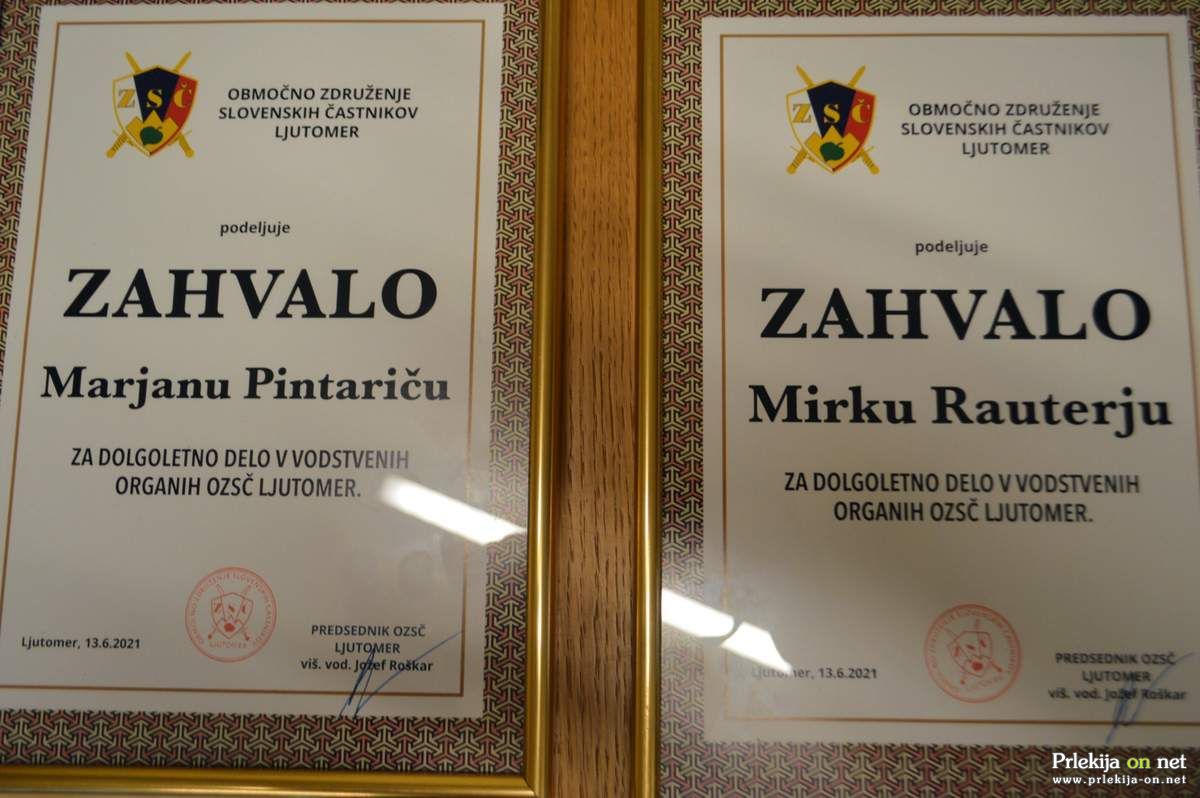 ZSČ
OBMOČNO ZDRUŽENJE
SLOVENSKIH ČASTNIKOV
LJUTOMER
podeljuje
ZAHVALO
Marjanu Pintariču
ZA DOLGOLETNO DELO V VODSTVENIH
ORGANIH OZSČ LJUTOMER.
Ljutomer, 13.6.2021
PREDSEDNIK OZSČ
LJUTOMER
viš. vod. Jožef Roškar
ZSČ
OBMOČNO ZDRUŽENJE
SLOVENSKIH ČASTNIKOV
LJUTOMER
podeljuje
ZAHVALO
Mirku Rauterju
ZA DOLGOLETNO DELO V VODSTVENIH
ORGANIH OZSČ LJUTOMER.
Ljutomer, 13.6.2021
PREDSEDNIK OZSČ
LJUTOMER
viš. vod. Jožef Roškar
Prlekija on net
www.prlekija-on.net